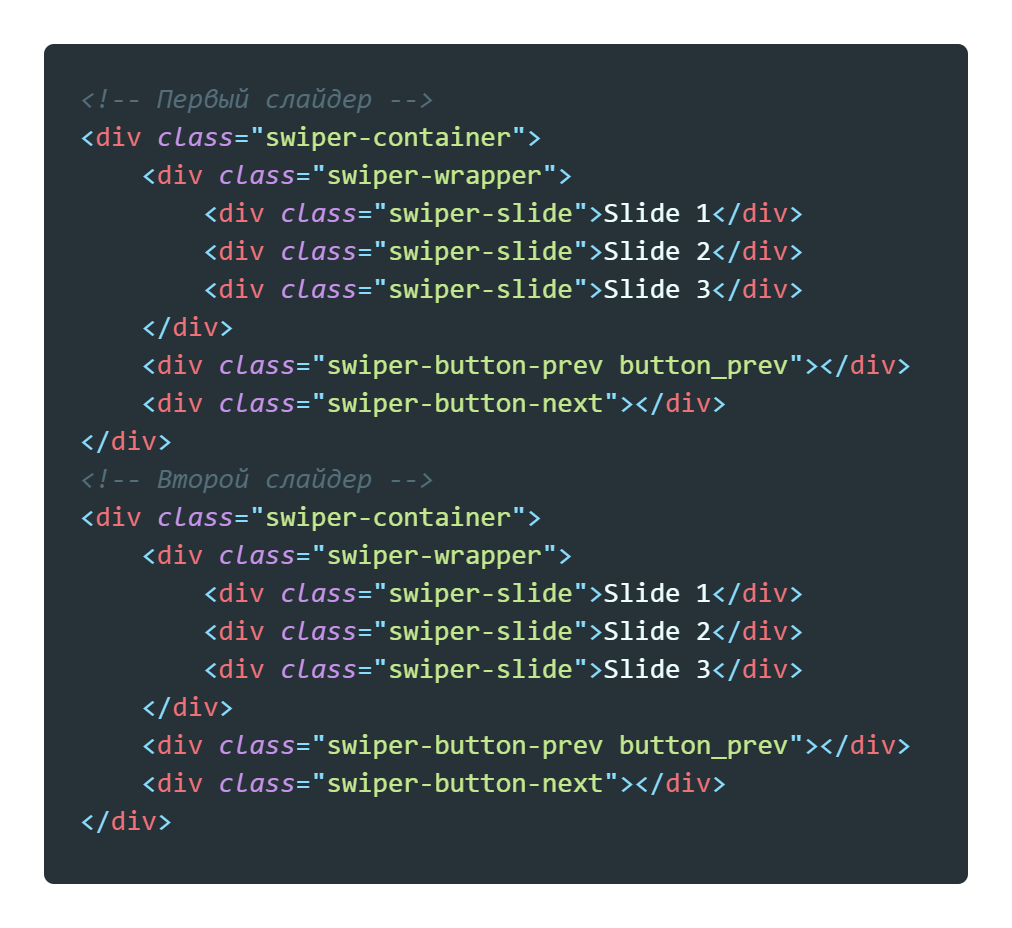 <!-- Первый слайдер -->
<div class="swiper-container">
    <div class="swiper-wrapper">
        <div class="swiper-slide">Slide 1</div>
        <div class="swiper-slide">Slide 2</div>
        <div class="swiper-slide">Slide 3</div>
    </div>
    <div class="swiper-button-prev button_prev"></div>
    <div class="swiper-button-next"></div>
</div>
<!-- Второй слайдер -->
<div class="swiper-container">
    <div class="swiper-wrapper">
        <div class="swiper-slide">Slide 1</div>
        <div class="swiper-slide">Slide 2</div>
        <div class="swiper-slide">Slide 3</div>
    </div>
    <div class="swiper-button-prev button_prev"></div>
    <div class="swiper-button-next"></div>
</div>